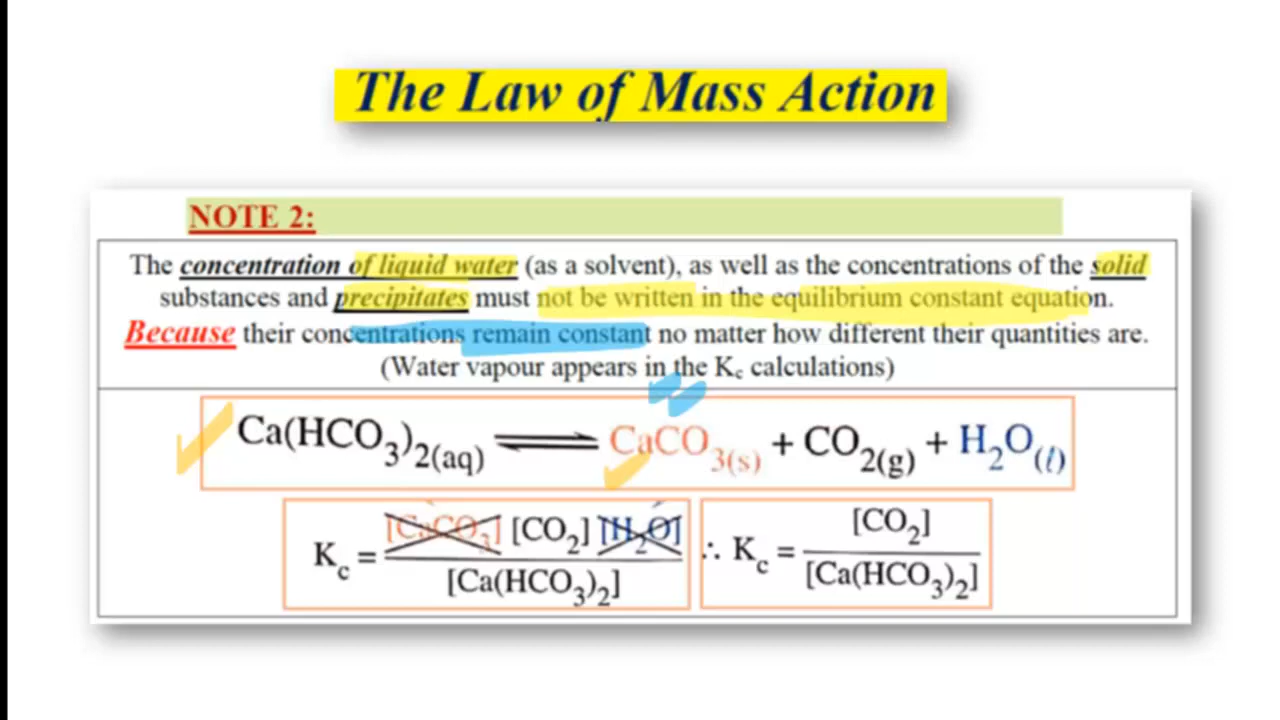 The Law of Mass Action
NOTE 2:
The concentration of liquid water (as a solvent), as well as the concentrations of the solid
substances and precipitates must not be written in the equilibrium constant equation.
Because their concentrations remain constant no matter how different their quantities are.
(Water vapour appears in the K꜀ calculations)
Ca(HCO₃)₂(aq) ⇌ CaCO₃(s) + CO₂(g) + H₂O(l)
K꜀ = [CaCO₃] [CO₂] [H₂O] / [Ca(HCO₃)₂]
∴ K꜀ = [CO₂] / [Ca(HCO₃)₂]